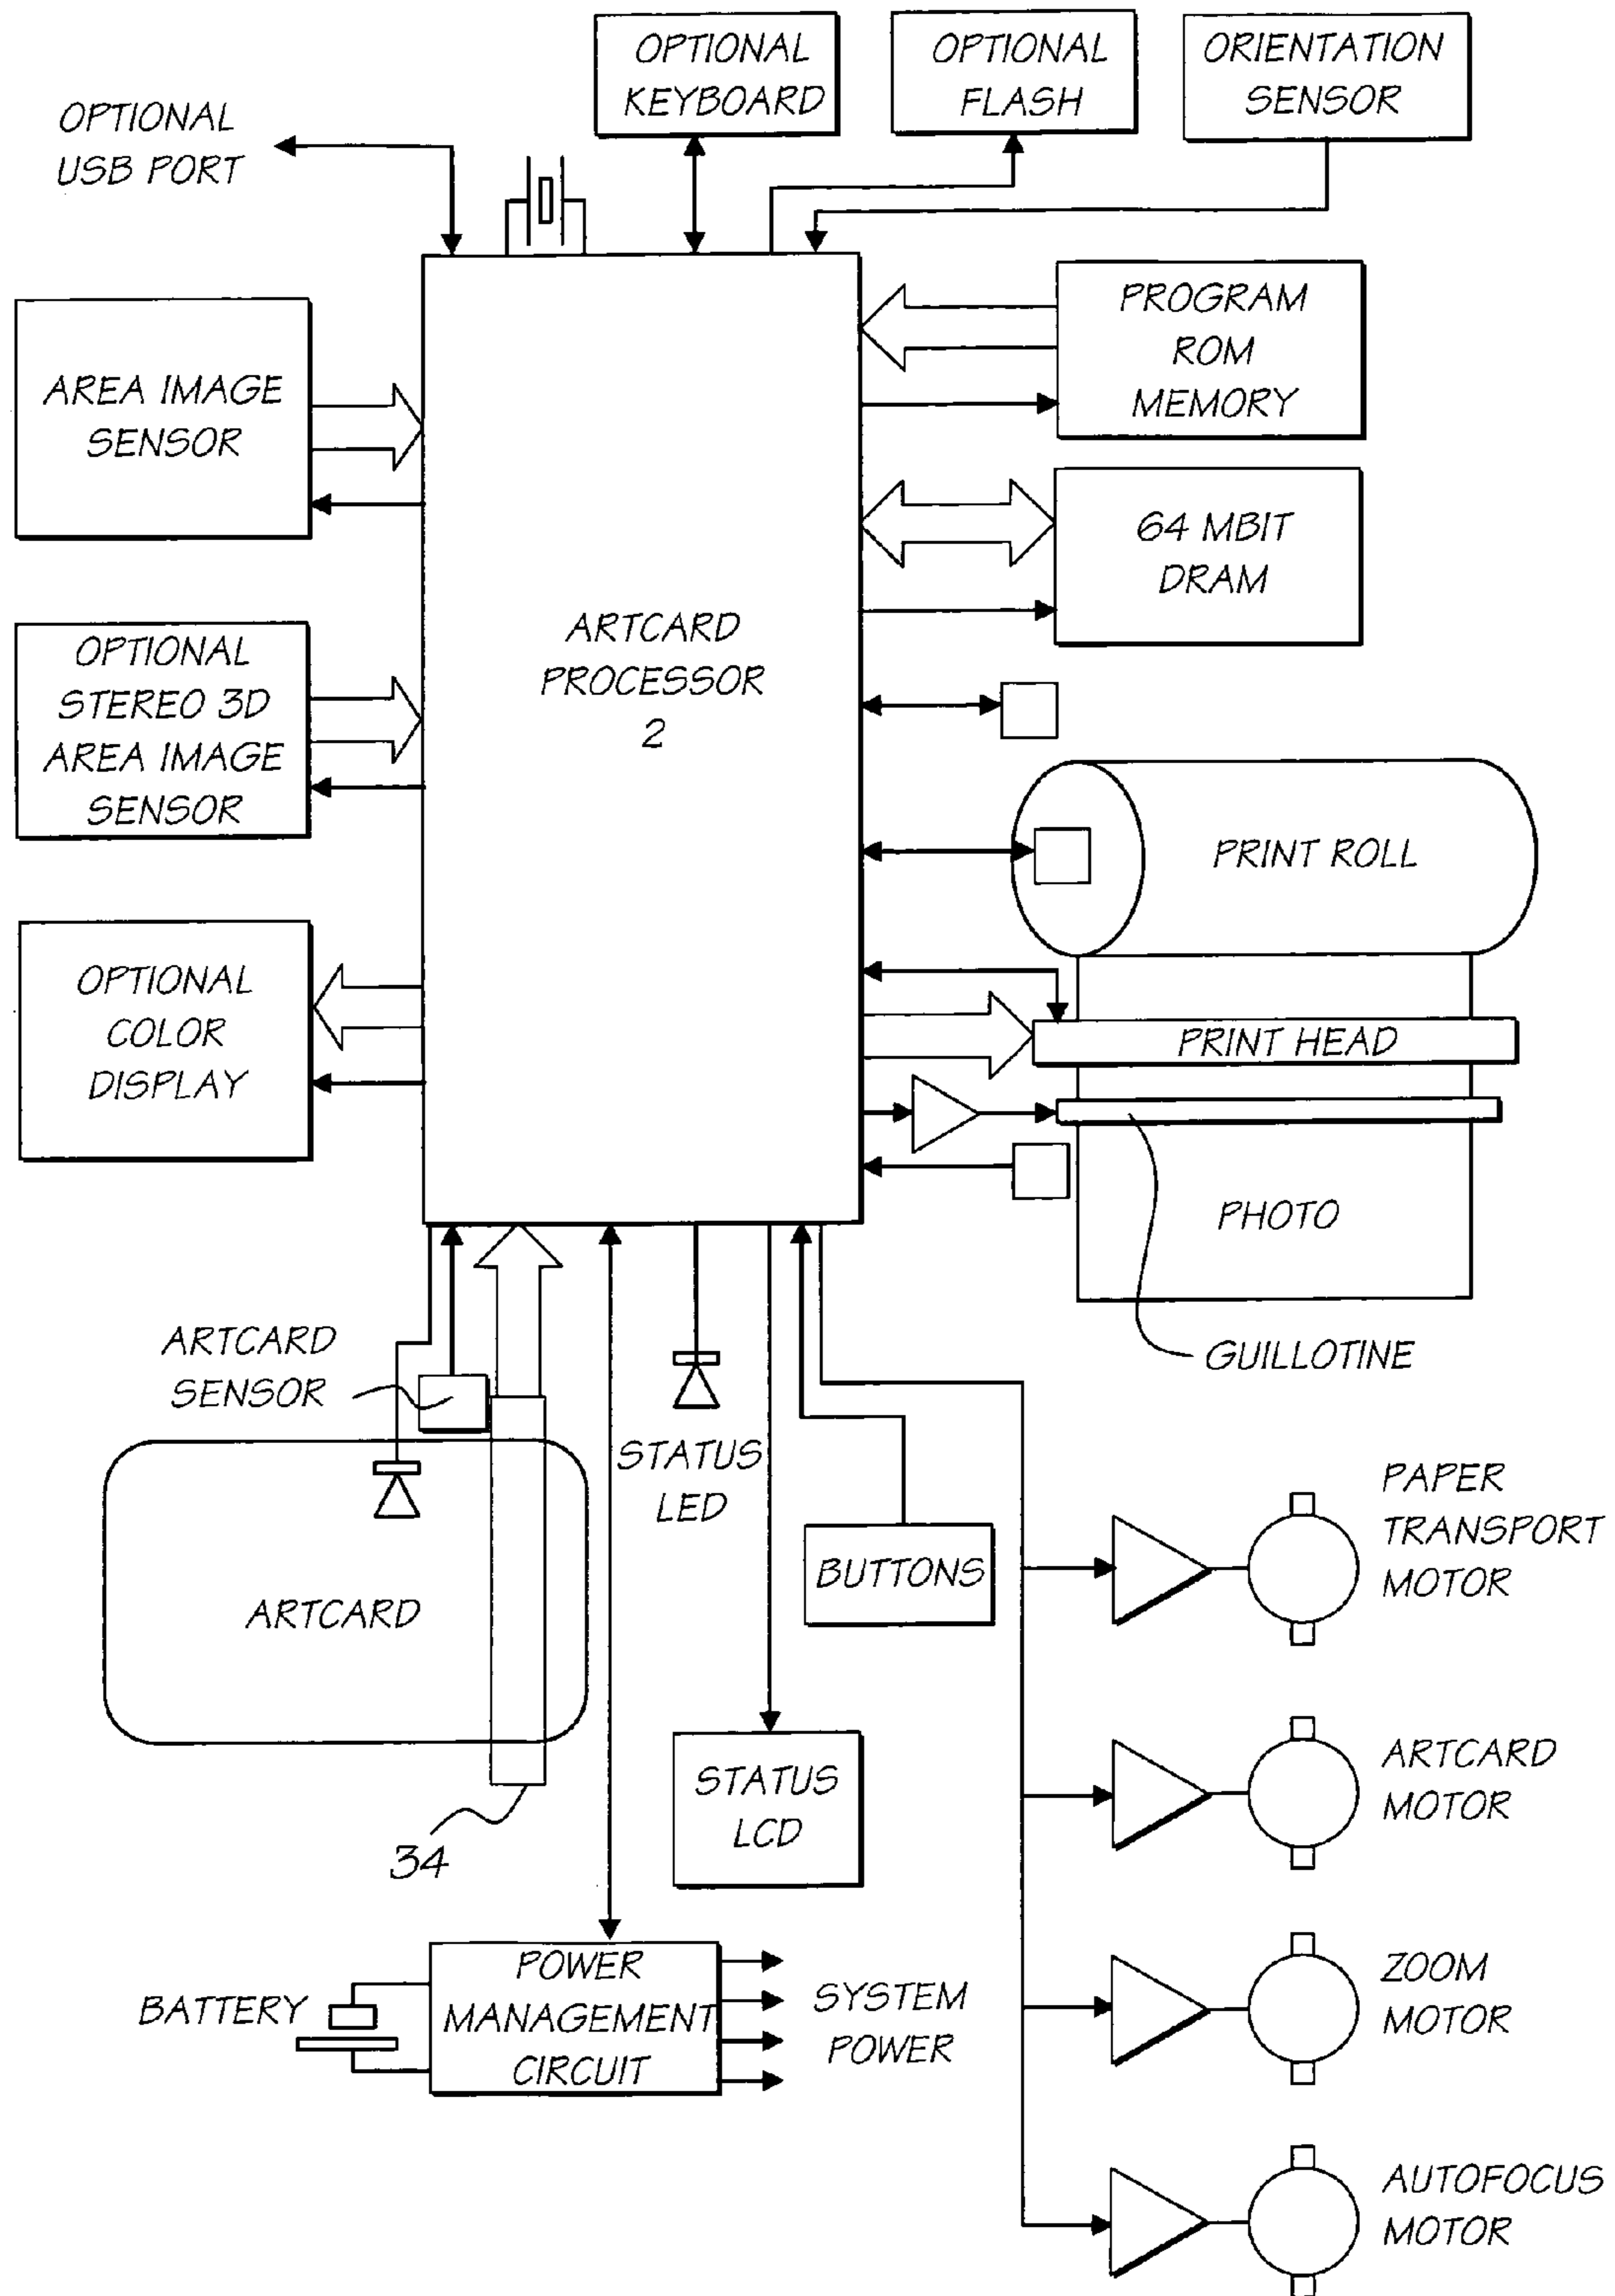 OPTIONAL
KEYBOARD
OPTIONAL
FLASH
ORIENTATION
SENSOR
OPTIONAL
USB PORT
AREA IMAGE
SENSOR
PROGRAM
ROM
MEMORY
64 MBIT
DRAM
OPTIONAL
STEREO 3D
AREA IMAGE
SENSOR
ARTCARD
PROCESSOR
2
PRINT ROLL
OPTIONAL
COLOR
DISPLAY
PRINT HEAD
PHOTO
GUILLOTINE
ARTCARD
SENSOR
STATUS
LED
ARTCARD
BUTTONS
PAPER
TRANSPORT
MOTOR
STATUS
LCD
ARTCARD
MOTOR
34
BATTERY
POWER
MANAGEMENT
CIRCUIT
SYSTEM
POWER
ZOOM
MOTOR
AUTOFOCUS
MOTOR